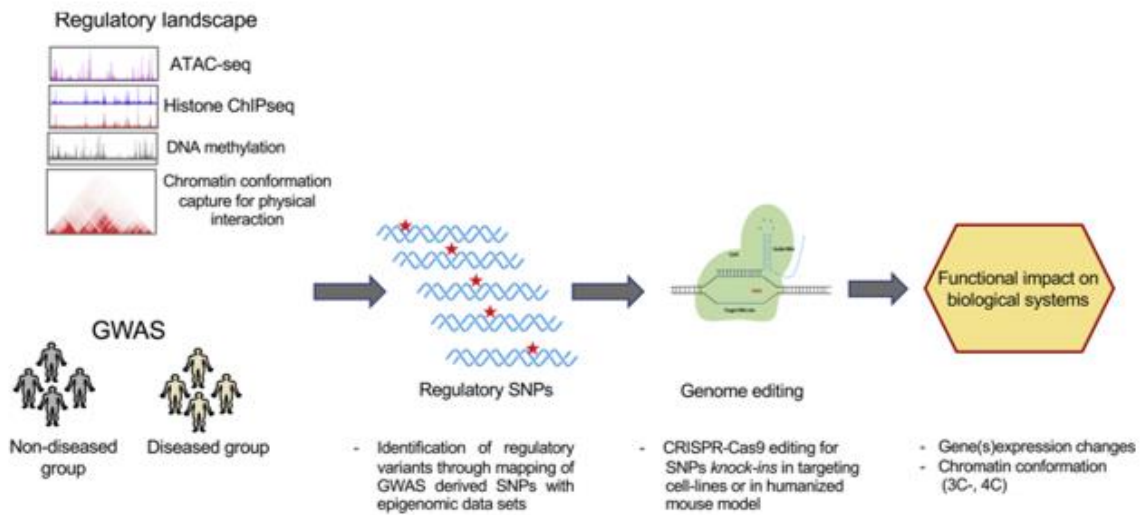 Regulatory landscape
ATAC-seq
Histone ChIPseq
DNA methylation
Chromatin conformation
capture for physical
interaction
GWAS
Non-diseased
group
Diseased group
Regulatory SNPs
- Identification of regulatory
variants through mapping of
GWAS derived SNPs with
epigenomic data sets
Genome editing
- CRISPR-Cas9 editing for
SNPs knock-ins in targeting
cell-lines or in humanized
mouse model
Functional impact on
biological systems
- Gene(s)expression changes
- Chromatin conformation
(3C-, 4C)